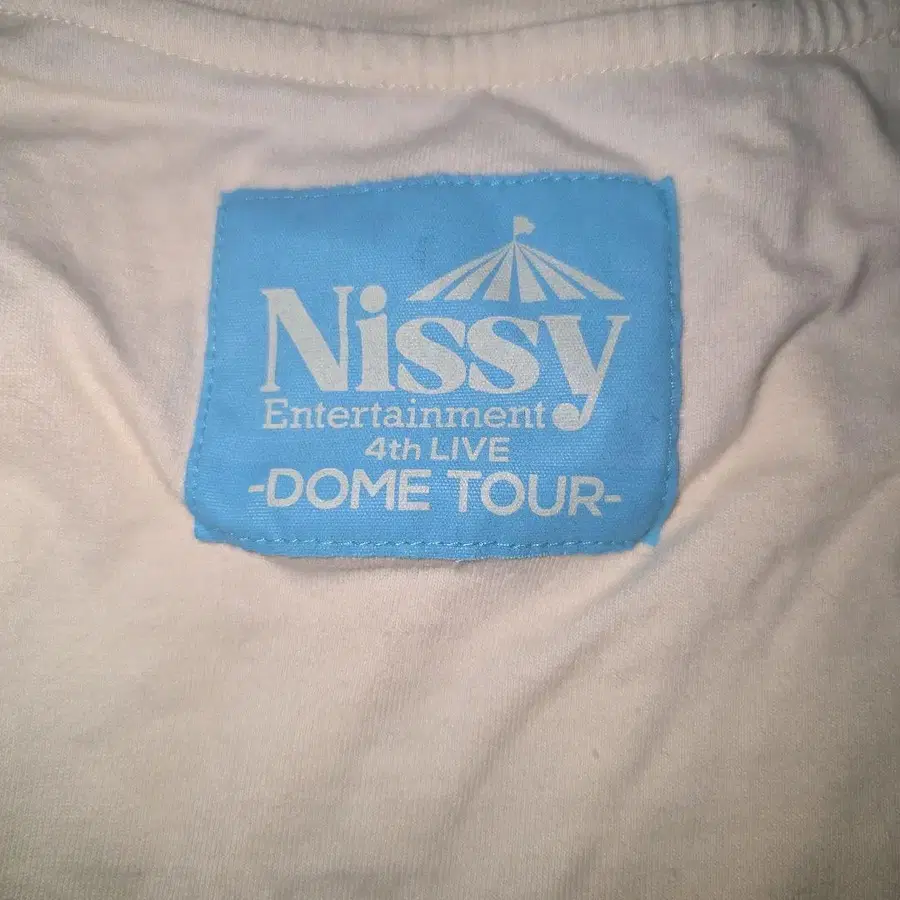 Nissy
Entertainment
4th LIVE
-DOME TOUR-